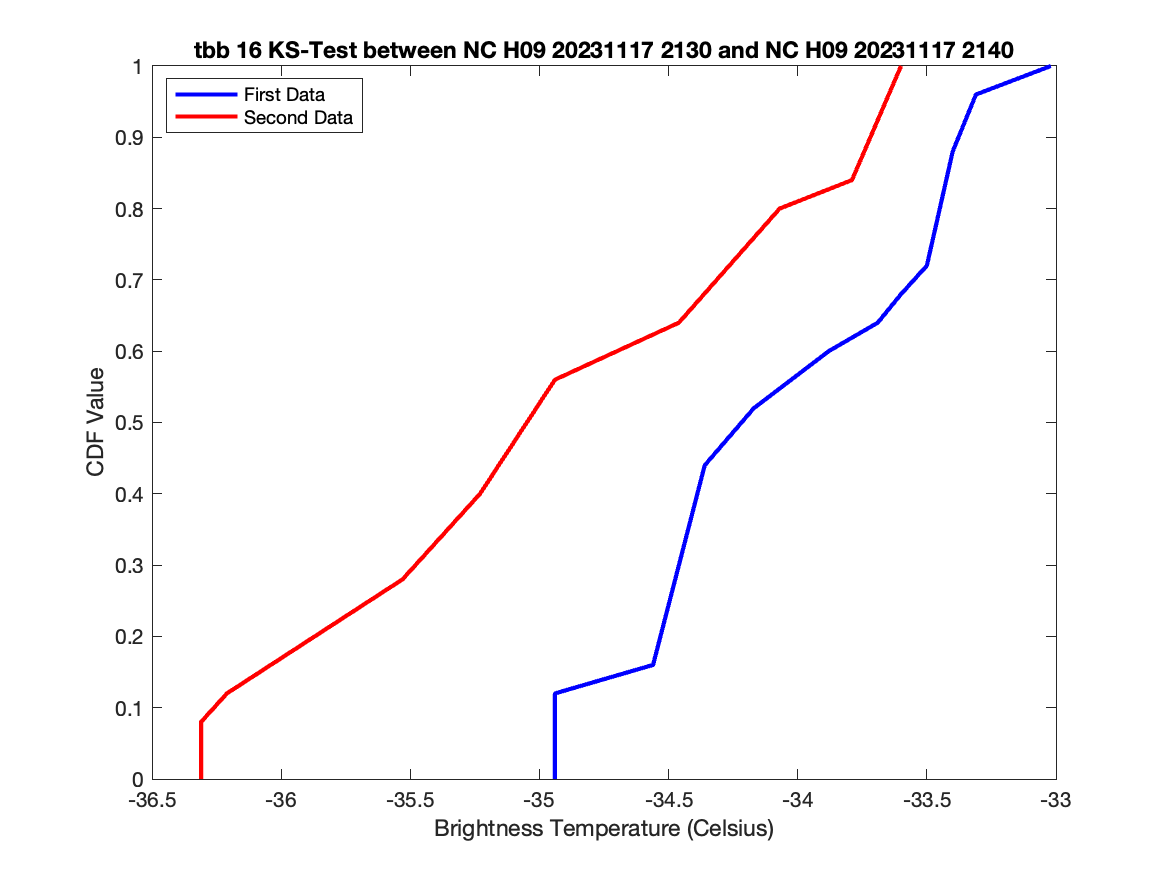 tbb 16 KS-Test between NC H09 20231117 2130 and NC H09 20231117 2140
First Data
Second Data
1
0.9
0.8
0.7
0.6
0.5
0.4
0.3
0.2
0.1
0
CDF Value
-36.5 -36 -35.5 -35 -34.5 -34 -33.5 -33
Brightness Temperature (Celsius)